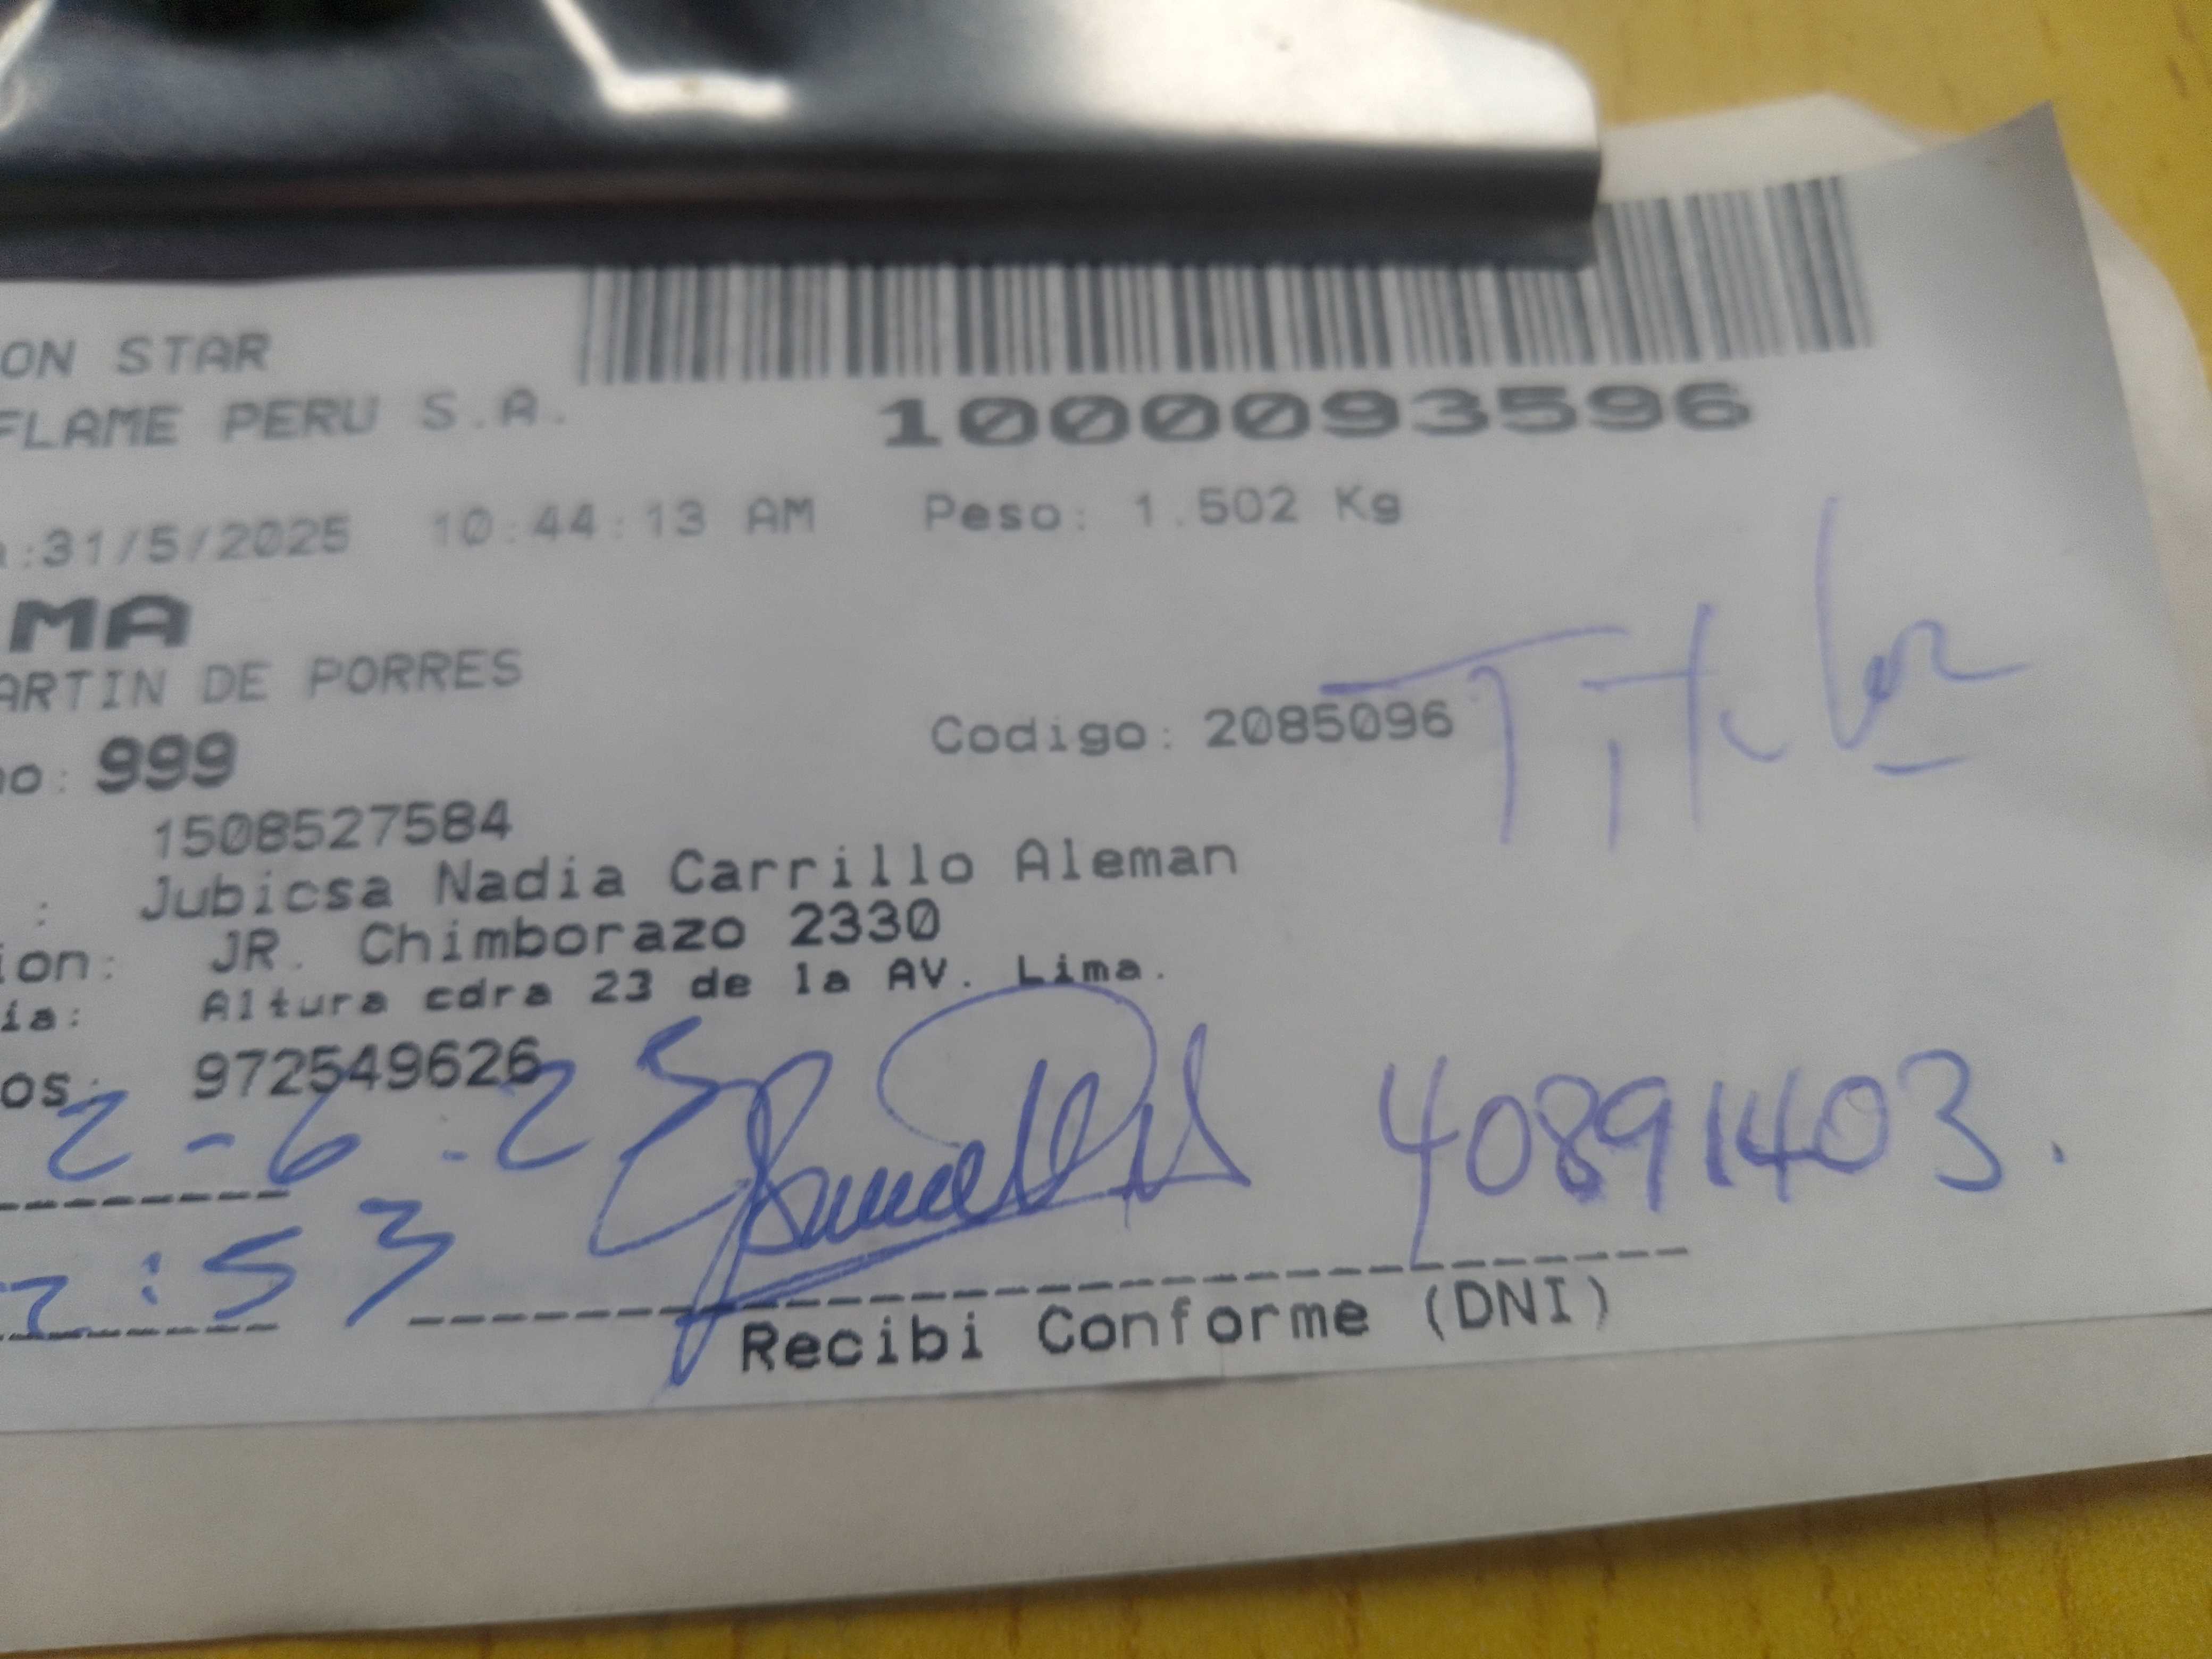 ON STAR
FLAME PERU S.A.
1000093596
a:31/5/2025 10:44:13 AM Peso: 1.502 Kg
MA
ARTIN DE PORRES
Titular
no: 999
Codigo: 2085096
1508527584
: Jubicsa Nadia Carrillo Aleman
ion: JR. Chimborazo 2330
ia: Altura cdra 23 de la AV. Lima.
os: 972549626
2-6-25
40891403.
:53
Recibi Conforme (DNI)